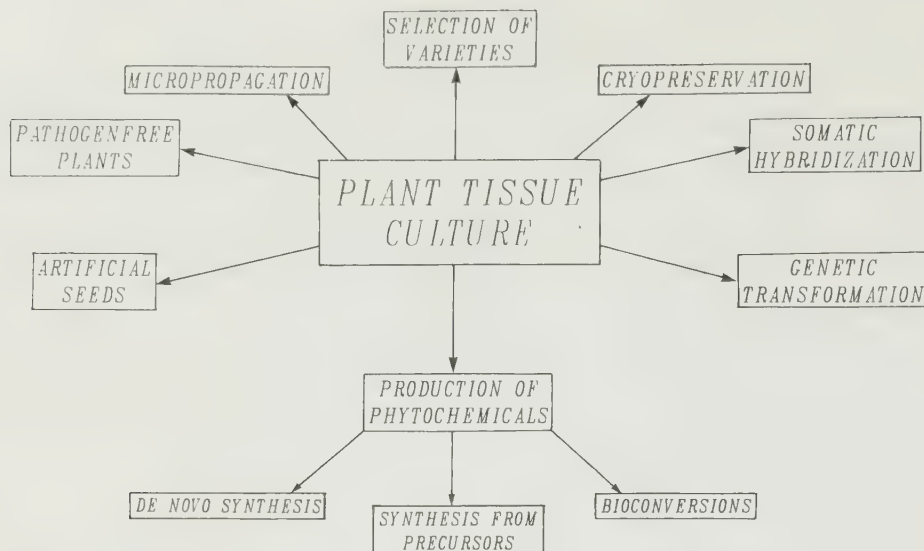 SELECTION OF
VARIETIES
MICROPROPAGATION
CRYOPRESERVATION
PATHOGENFREE
PLANTS
SOMATIC
HYBRIDIZATION
PLANT TISSUE
CULTURE
ARTIFICIAL
SEEDS
GENETIC
TRANSFORMATION
PRODUCTION OF
PHYTOCHEMICALS
DE NOVO SYNTHESIS
SYNTHESIS FROM
PRECURSORS
BIOCONVERSIONS